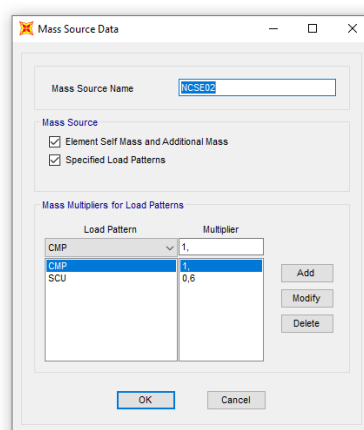 Mass Source Data
Mass Source Name NCSE02
Mass Source
Element Self Mass and Additional Mass
Specified Load Patterns
Mass Multipliers for Load Patterns
Load Pattern Multiplier
CMP 1,
CMP 1,
SCU 0,6
Add
Modify
Delete
OK Cancel